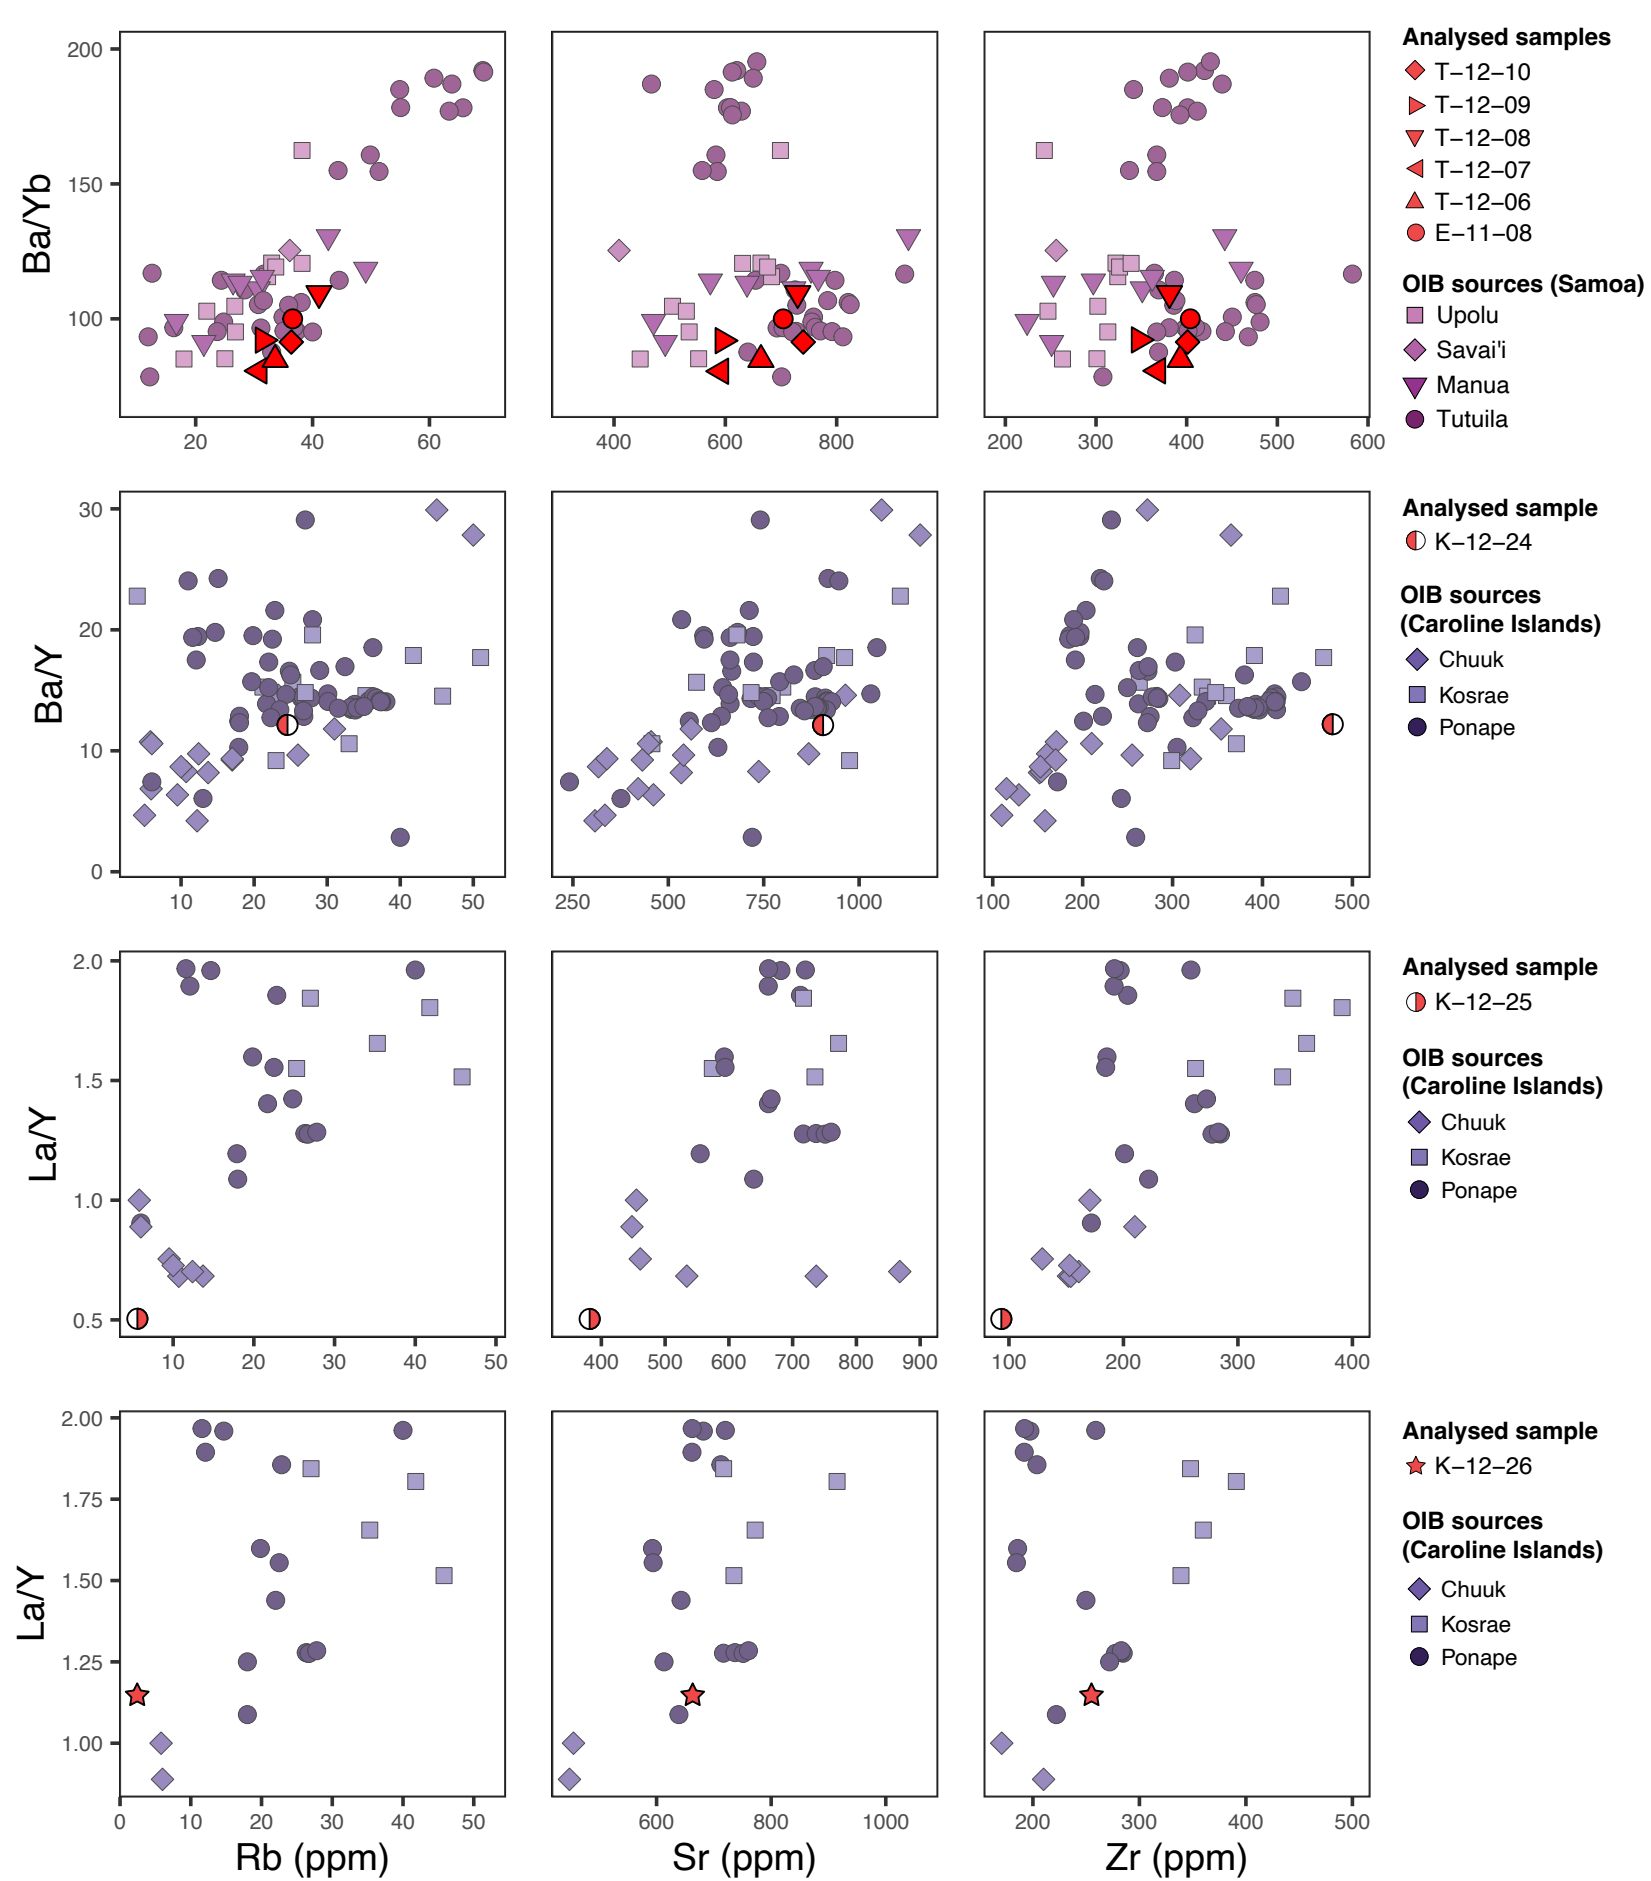 Ba/Yb
200
150
100
20
40
60
400
600
800
200
300
400
500
600
Analysed samples
T−12−10
T−12−09
T−12−08
T−12−07
T−12−06
E−11−08
OIB sources (Samoa)
Upolu
Savai'i
Manua
Tutuila
Ba/Y
30
20
10
0
10
20
30
40
50
250
500
750
1000
100
200
300
400
500
Analysed sample
K−12−24
OIB sources
(Caroline Islands)
Chuuk
Kosrae
Ponape
La/Y
2.0
1.5
1.0
0.5
10
20
30
40
50
400
500
600
700
800
900
100
200
300
400
Analysed sample
K−12−25
OIB sources
(Caroline Islands)
Chuuk
Kosrae
Ponape
La/Y
2.00
1.75
1.50
1.25
1.00
0
10
20
30
40
50
600
800
1000
200
300
400
500
Rb (ppm)
Sr (ppm)
Zr (ppm)
Analysed sample
K−12−26
OIB sources
(Caroline Islands)
Chuuk
Kosrae
Ponape